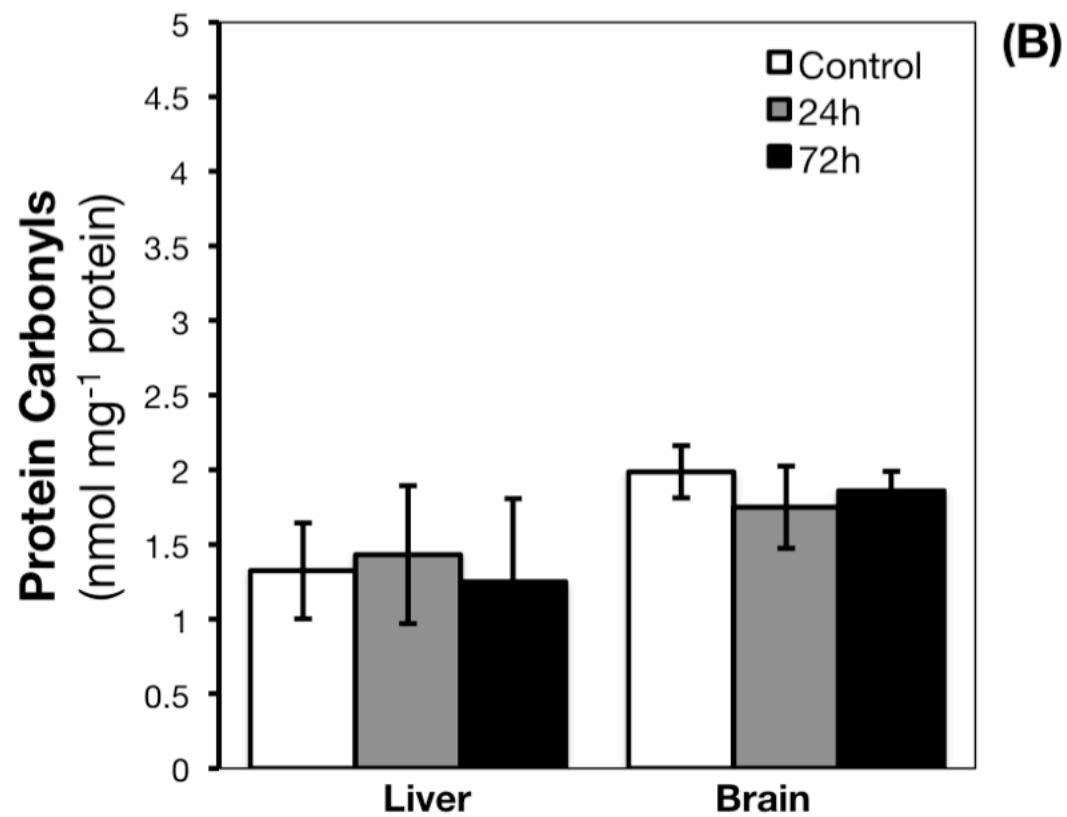 (B)
Control
24h
72h
Protein Carbonyls
(nmol mg⁻¹ protein)
5
4.5
4
3.5
3
2.5
2
1.5
1
0.5
0
Liver
Brain